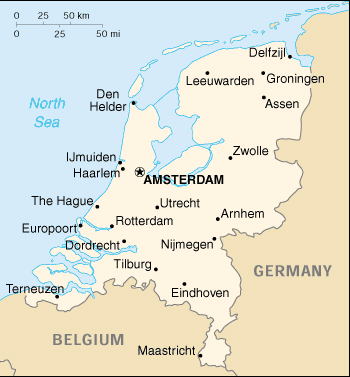 0 25 50 km
0 25 50 mi
Delfzijl
Leeuwarden
Groningen
Den
Helder
Assen
North
Sea
IJmuiden
Haarlem
Zwolle
AMSTERDAM
The Hague
Utrecht
Europoort
Rotterdam
Arnhem
Dordrecht
Nijmegen
Tilburg
GERMANY
Terneuzen
Eindhoven
BELGIUM
Maastricht